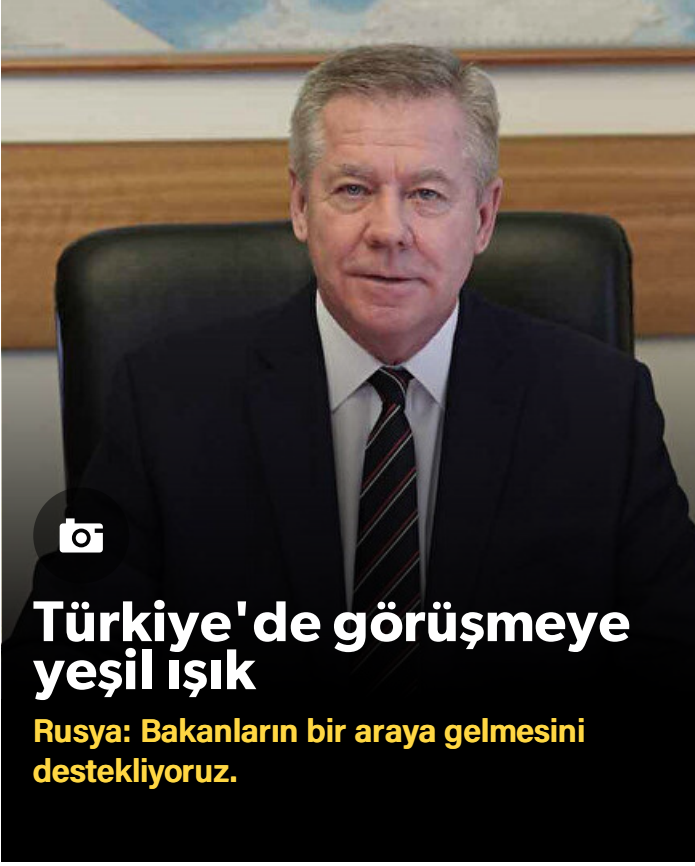 Türkiye'de görüşmeye
yeşil ışık
Rusya: Bakanların bir araya gelmesini
destekliyoruz.